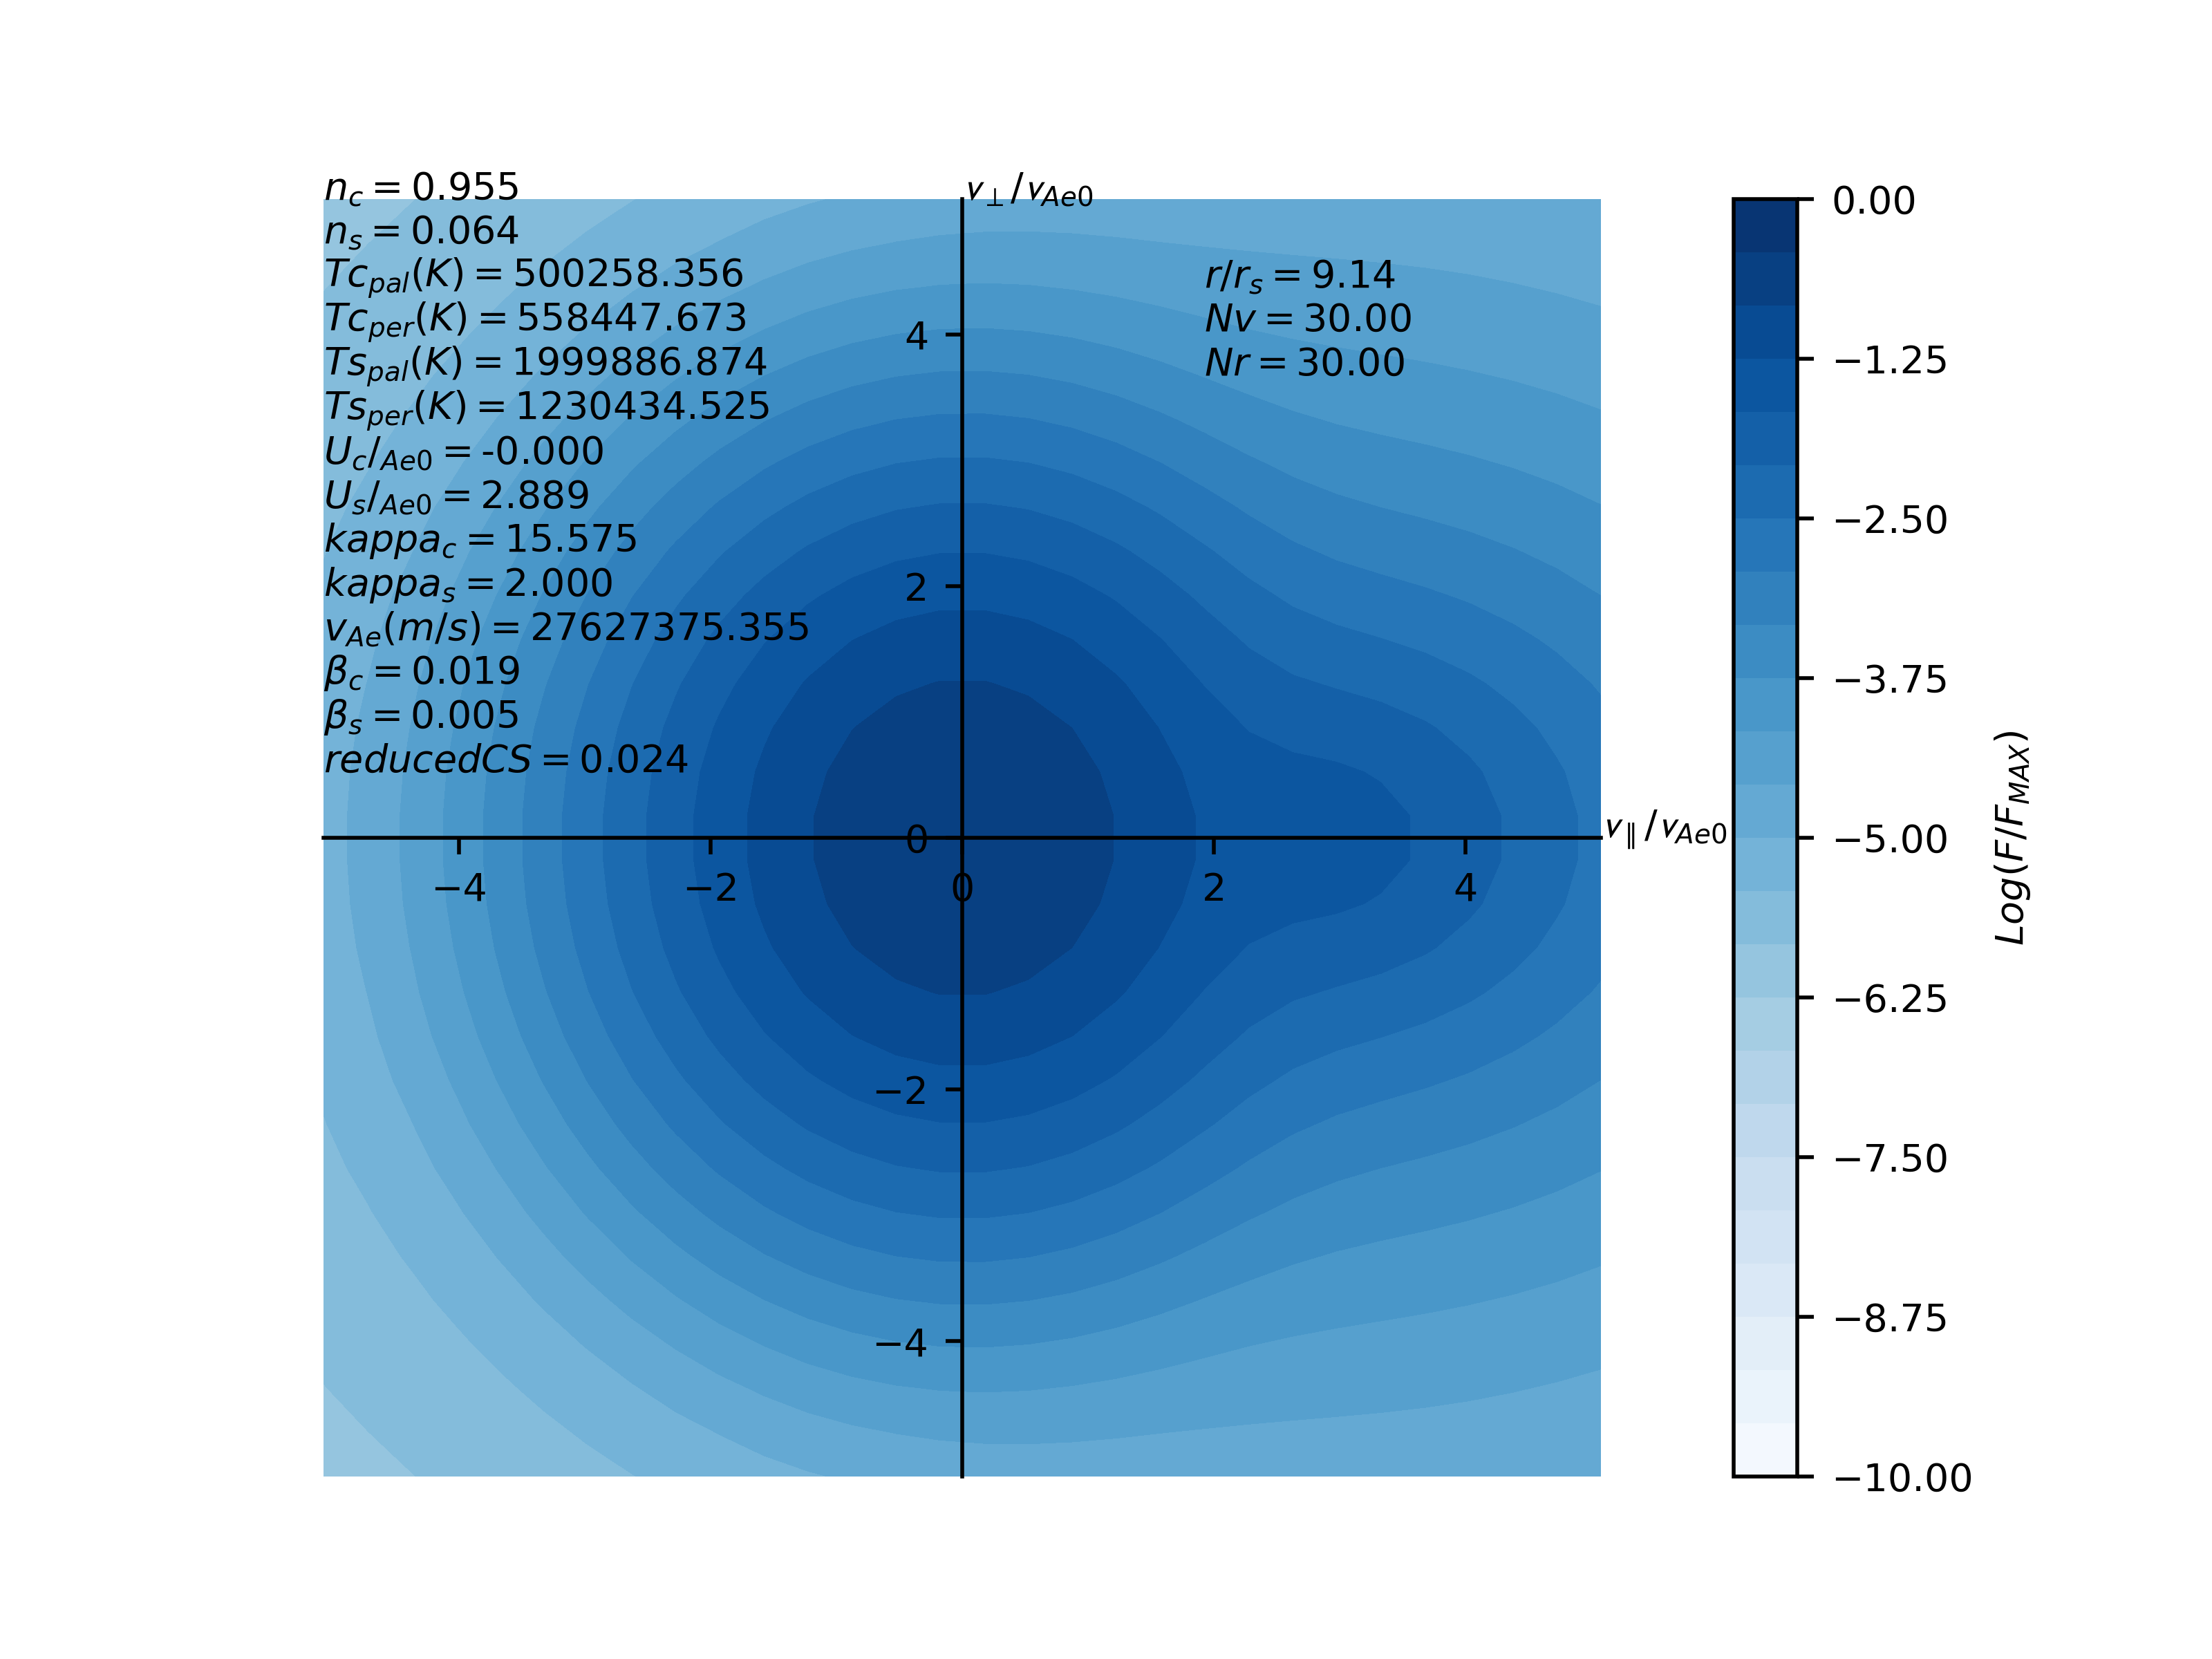 n_c = 0.955
n_s = 0.064
Tc_pal(K) = 500258.356
Tc_per(K) = 558447.673
Ts_pal(K) = 1999886.874
Ts_per(K) = 1230434.525
U_c/_Ae0 = -0.000
U_s/_Ae0 = 2.889
kappa_c = 15.575
kappa_s = 2.000
v_Ae(m/s) = 27627375.355
β_c = 0.019
β_s = 0.005
reducedCS = 0.024
v_⊥/v_Ae0
r/r_s = 9.14
Nv = 30.00
Nr = 30.00
4
2
0
−2
−4
−4
−2
0
2
4
v_∥/v_Ae0
0.00
−1.25
−2.50
−3.75
−5.00
−6.25
−7.50
−8.75
−10.00
Log(F/F_MAX)